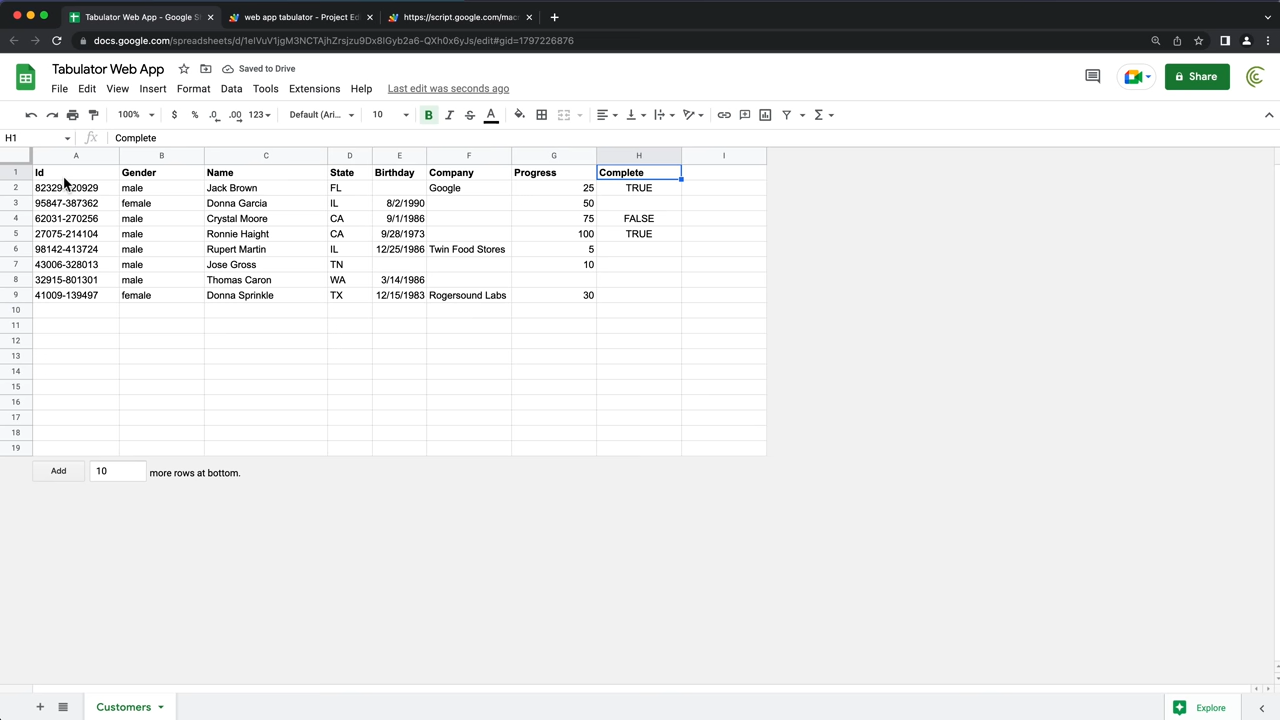 Tabulator Web App - Google S
web app tabulator - Project Edi
https://script.google.com/mac
docs.google.com/spreadsheets/d/1eIVuV1jgM3NCTAjhZrsjzu9Dx8IGyb2a6-QXh0x6yJs/edit#gid=1797226876
Tabulator Web App
Saved to Drive
File Edit View Insert Format Data Tools Extensions Help Last edit was seconds ago
Share
100% $ % .0 .00 123 Default (Ari... 10 B I S A
H1 fx Complete
A B C D E F G H I
1 Id Gender Name State Birthday Company Progress Complete
2 male Jack Brown FL Google 25 TRUE
3 95847-387362 female Donna Garcia IL 8/2/1990 50
4 62031-270256 male Crystal Moore CA 9/1/1986 75 FALSE
5 27075-214104 male Ronnie Haight CA 9/28/1973 100 TRUE
6 98142-413724 male Rupert Martin IL 12/25/1986 Twin Food Stores 5
7 43006-328013 male Jose Gross TN 10
8 32915-801301 male Thomas Caron WA 3/14/1986
9 41009-139497 female Donna Sprinkle TX 12/15/1983 Rogersound Labs 30
10
11
12
13
14
15
16
17
18
19
Add 10 more rows at bottom.
Customers
Explore